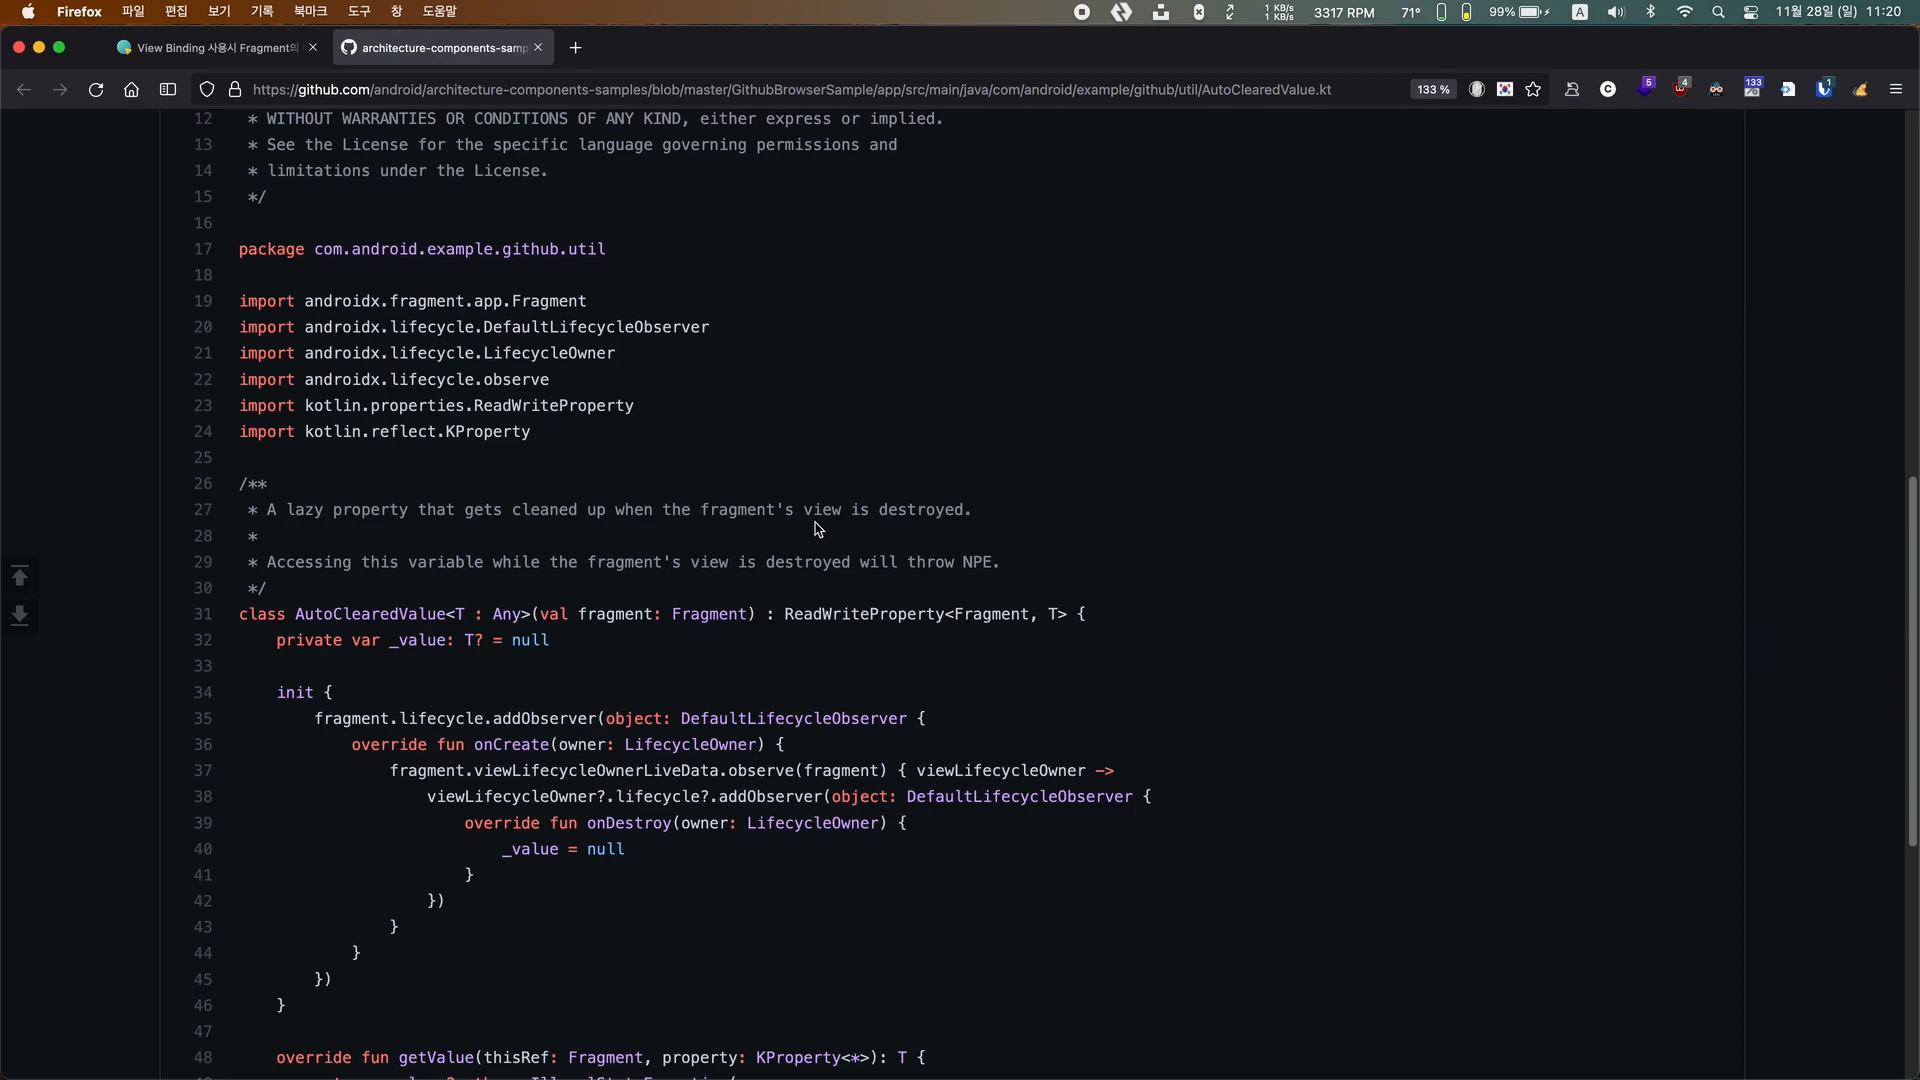 Firefox 파일 편집 보기 기록 북마크 도구 창 도움말 1 KB/s 1 KB/s 3317 RPM 71° 99% A 11월 28일 (일) 11:20
View Binding 사용시 Fragment의
architecture-components-samp
https://github.com/android/architecture-components-samples/blob/master/GithubBrowserSample/app/src/main/java/com/android/example/github/util/AutoClearedValue.kt 133 % C 5 4 133 1
12 * WITHOUT WARRANTIES OR CONDITIONS OF ANY KIND, either express or implied.
13 * See the License for the specific language governing permissions and
14 * limitations under the License.
15 */
16
17 package com.android.example.github.util
18
19 import androidx.fragment.app.Fragment
20 import androidx.lifecycle.DefaultLifecycleObserver
21 import androidx.lifecycle.LifecycleOwner
22 import androidx.lifecycle.observe
23 import kotlin.properties.ReadWriteProperty
24 import kotlin.reflect.KProperty
25
26 /**
27 * A lazy property that gets cleaned up when the fragment's view is destroyed.
28 *
29 * Accessing this variable while the fragment's view is destroyed will throw NPE.
30 */
31 class AutoClearedValue<T : Any>(val fragment: Fragment) : ReadWriteProperty<Fragment, T> {
32 private var _value: T? = null
33
34 init {
35 fragment.lifecycle.addObserver(object: DefaultLifecycleObserver {
36 override fun onCreate(owner: LifecycleOwner) {
37 fragment.viewLifecycleOwnerLiveData.observe(fragment) { viewLifecycleOwner ->
38 viewLifecycleOwner?.lifecycle?.addObserver(object: DefaultLifecycleObserver {
39 override fun onDestroy(owner: LifecycleOwner) {
40 _value = null
41 }
42 })
43 }
44 }
45 })
46 }
47
48 override fun getValue(thisRef: Fragment, property: KProperty<*>): T {